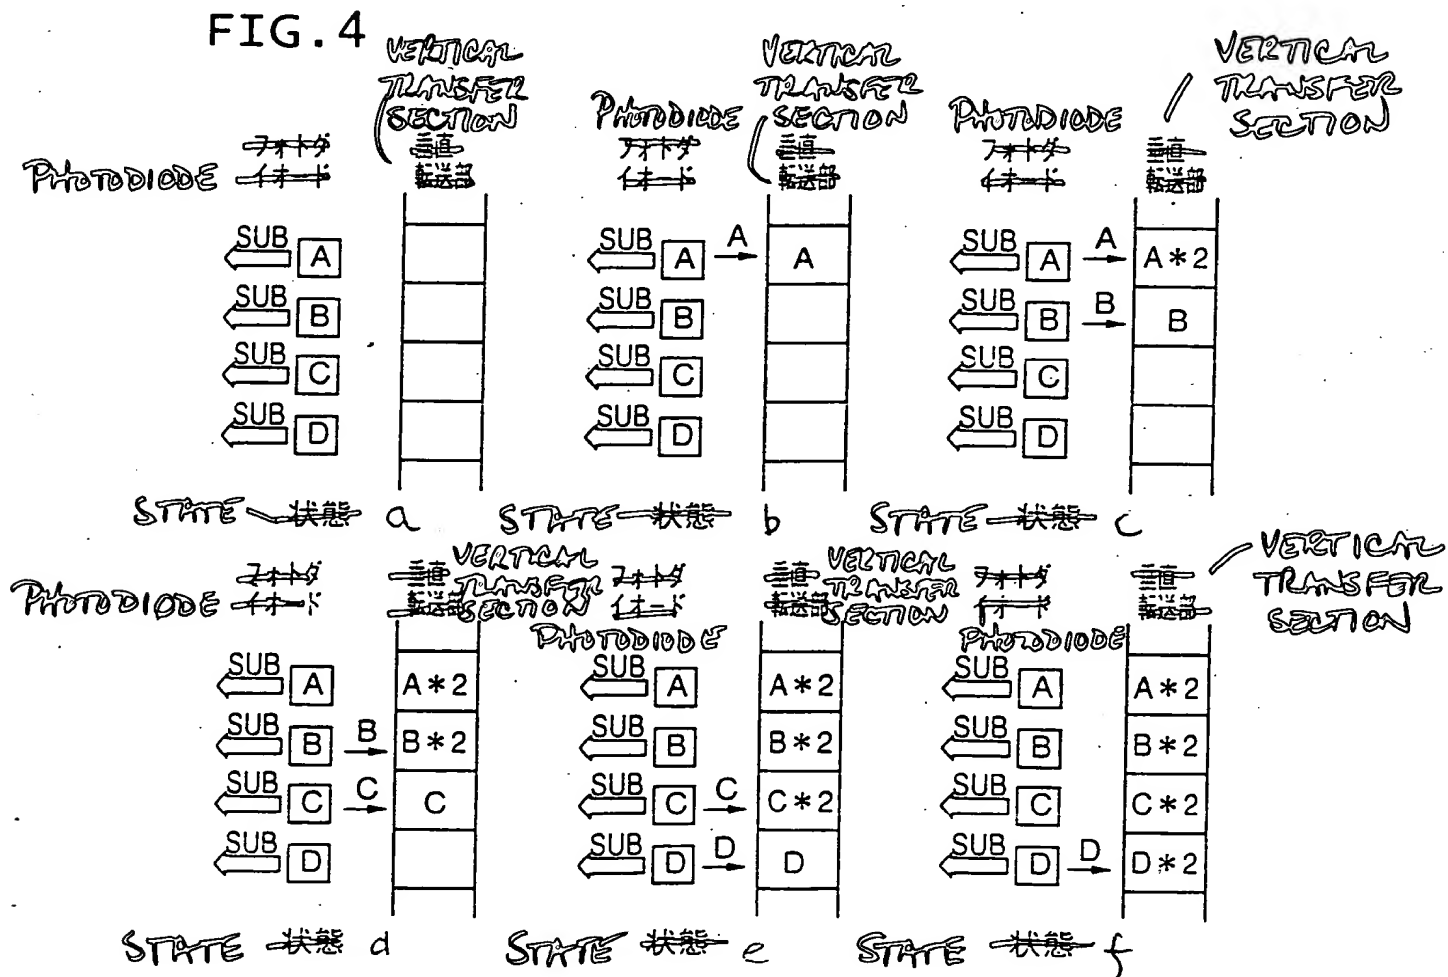 FIG.4
VERTICAL TRANSFER SECTION
VERTICAL TRANSFER SECTION
VERTICAL TRANSFER SECTION
PHOTODIODE フォトダイオード 垂直転送部
PHOTODIODE フォトダイオード 垂直転送部
PHOTODIODE フォトダイオード 垂直転送部
SUB A
SUB B
SUB C
SUB D
STATE 状態 a
SUB A A A
SUB B
SUB C
SUB D
STATE 状態 b
SUB A A A*2
SUB B B B
SUB C
SUB D
STATE 状態 c
PHOTODIODE フォトダイオード 垂直転送部
VERTICAL TRANSFER SECTION
SUB A A*2
SUB B B B*2
SUB C C C
SUB D
STATE 状態 d
フォトダイオード 垂直転送部
PHOTODIODE
VERTICAL TRANSFER SECTION
SUB A A*2
SUB B B*2
SUB C C C*2
SUB D D D
STATE 状態 e
フォトダイオード 垂直転送部
PHOTODIODE
VERTICAL TRANSFER SECTION
SUB A A*2
SUB B B*2
SUB C C*2
SUB D D D*2
STATE 状態 f